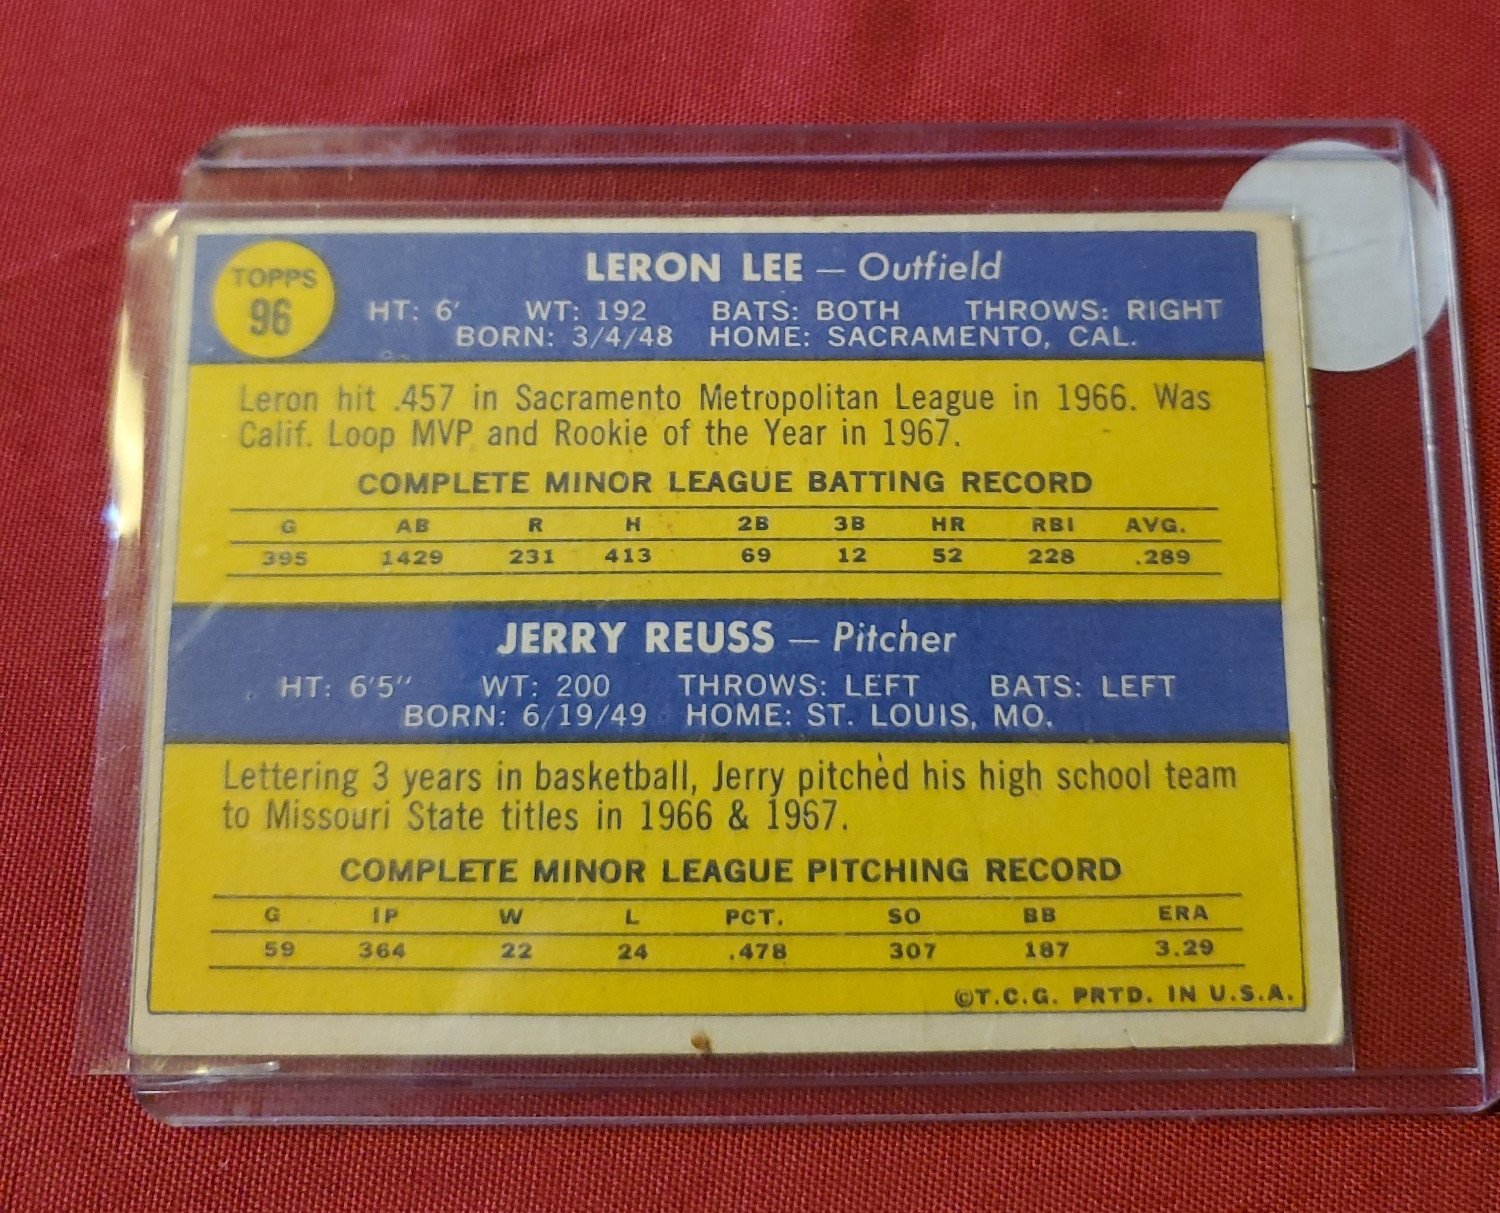 TOPPS
96
LERON LEE — Outfield
HT: 6' WT: 192 BATS: BOTH THROWS: RIGHT
BORN: 3/4/48 HOME: SACRAMENTO, CAL.
Leron hit .457 in Sacramento Metropolitan League in 1966. Was
Calif. Loop MVP and Rookie of the Year in 1967.
COMPLETE MINOR LEAGUE BATTING RECORD
G AB R H 2B 3B HR RBI AVG.
395 1429 231 413 69 12 52 228 .289
JERRY REUSS — Pitcher
HT: 6'5" WT: 200 THROWS: LEFT BATS: LEFT
BORN: 6/19/49 HOME: ST. LOUIS, MO.
Lettering 3 years in basketball, Jerry pitched his high school team
to Missouri State titles in 1966 & 1967.
COMPLETE MINOR LEAGUE PITCHING RECORD
G IP W L PCT. SO BB ERA
59 364 22 24 .478 307 187 3.29
©T.C.G. PRTD. IN U.S.A.